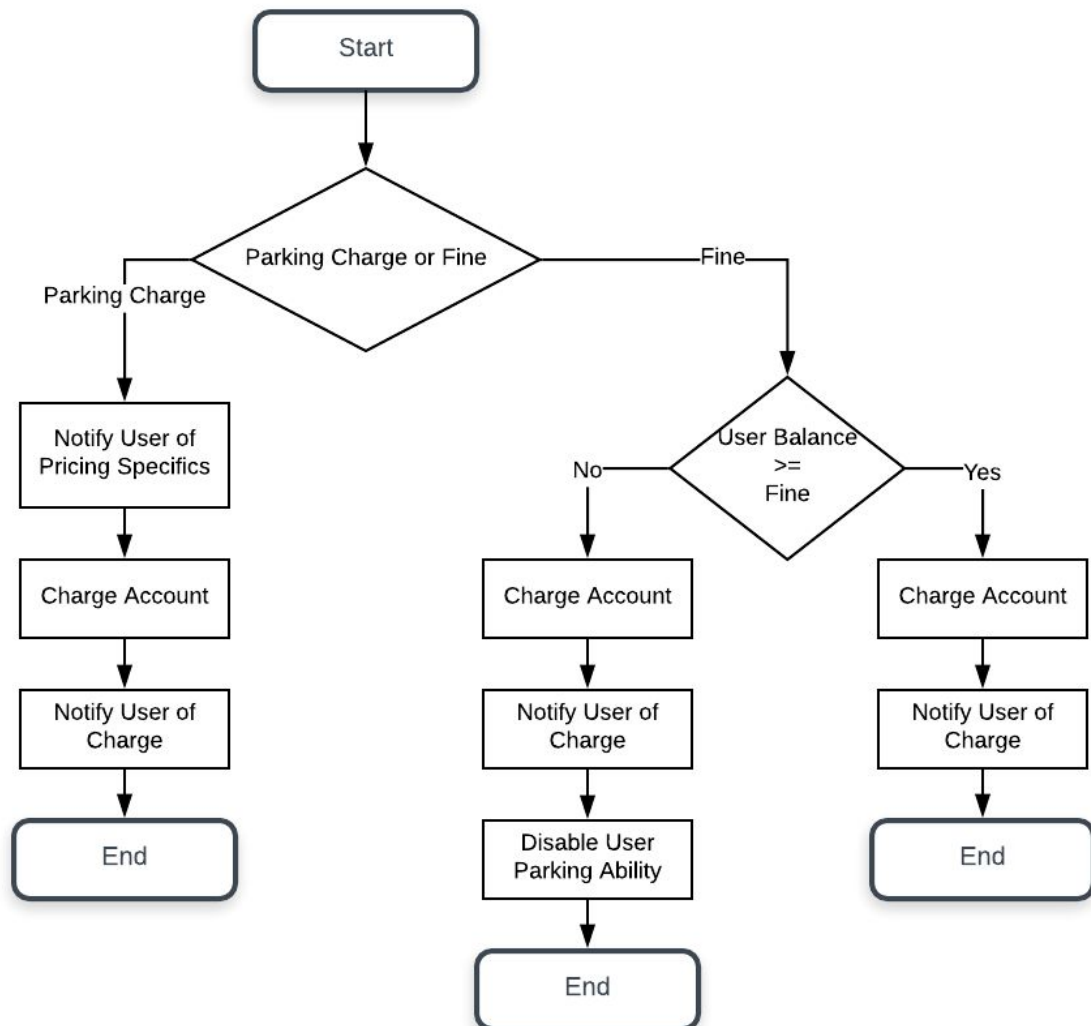 Start
Parking Charge or Fine
Parking Charge
Fine
Notify User of
Pricing Specifics
User Balance
>=
Fine
No
Yes
Charge Account
Charge Account
Charge Account
Notify User of
Charge
Notify User of
Charge
Notify User of
Charge
End
Disable User
Parking Ability
End
End